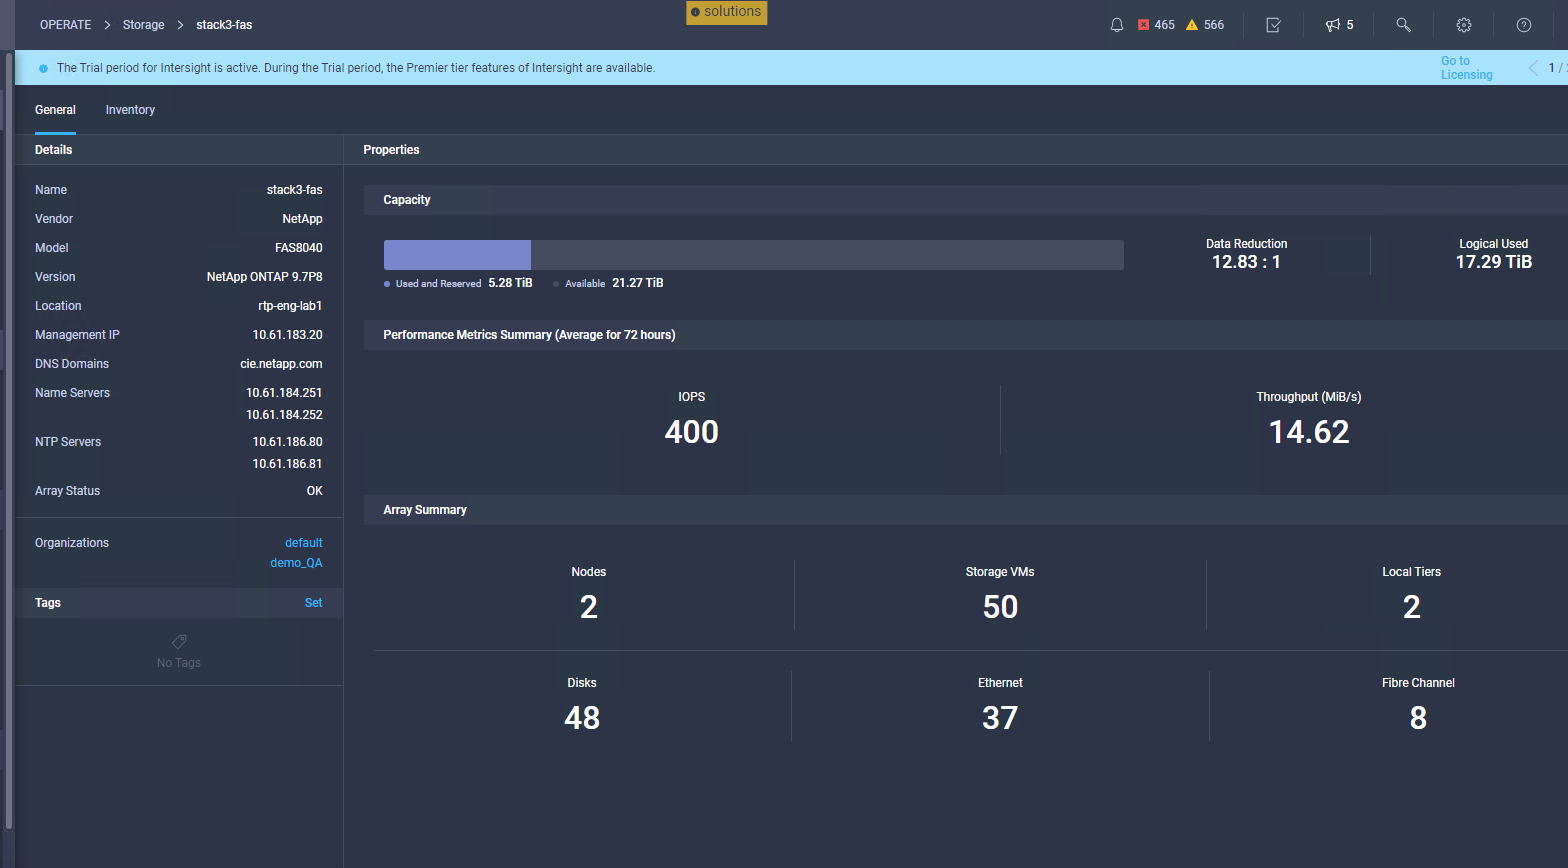 solutions
OPERATE > Storage > stack3-fas
465 566 5
The Trial period for Intersight is active. During the Trial period, the Premier tier features of Intersight are available.
Go to
Licensing
1 /
General Inventory
Details
Name stack3-fas
Vendor NetApp
Model FAS8040
Version NetApp ONTAP 9.7P8
Location rtp-eng-lab1
Management IP 10.61.183.20
DNS Domains cie.netapp.com
Name Servers 10.61.184.251
10.61.184.252
NTP Servers 10.61.186.80
10.61.186.81
Array Status OK
Organizations default
demo_QA
Tags Set
No Tags
Properties
Capacity
Used and Reserved 5.28 TiB Available 21.27 TiB
Data Reduction
12.83 : 1
Logical Used
17.29 TiB
Performance Metrics Summary (Average for 72 hours)
IOPS
400
Throughput (MiB/s)
14.62
Array Summary
Nodes
2
Storage VMs
50
Local Tiers
2
Disks
48
Ethernet
37
Fibre Channel
8